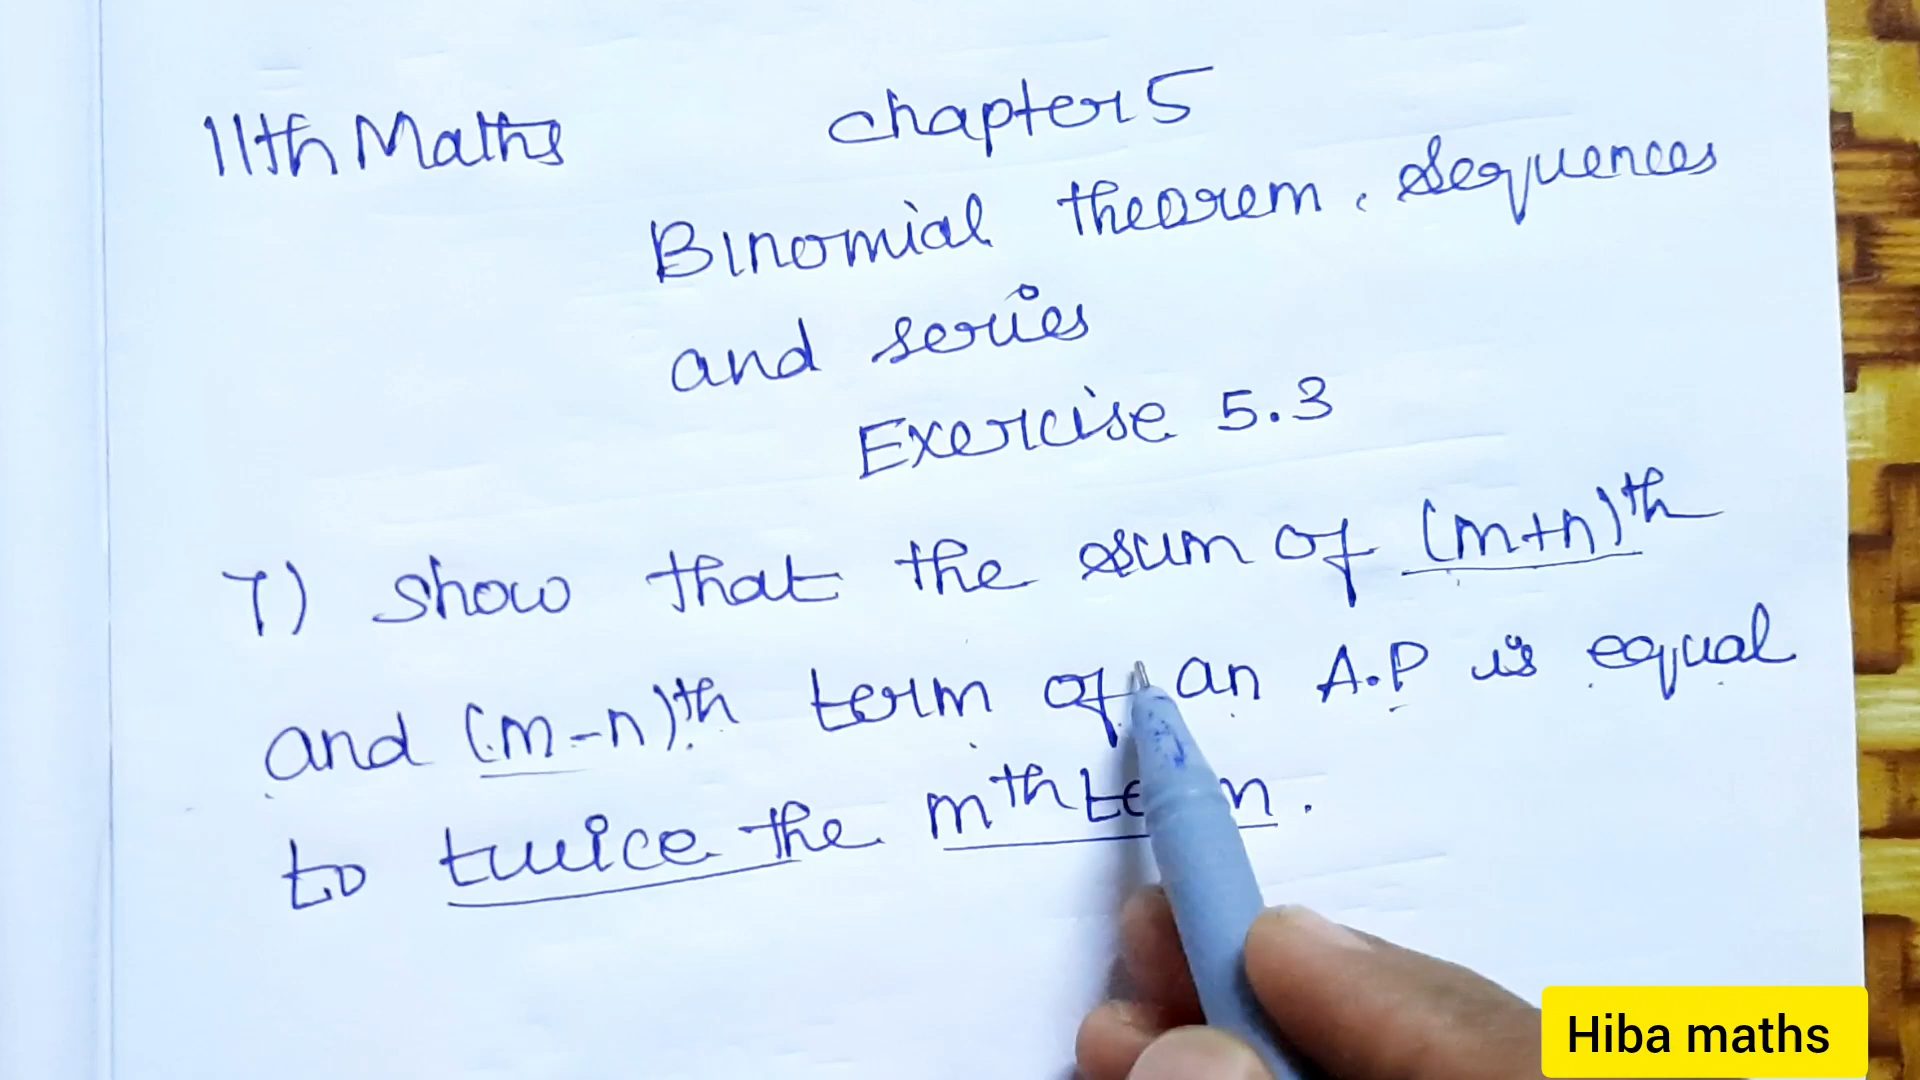 11th Maths chapter 5
Binomial theorem, sequences
and series
Exercise 5.3
7) show that the sum of (m+n)th
and (m-n)th term of an A.P is equal
to twice the mth
Hiba maths